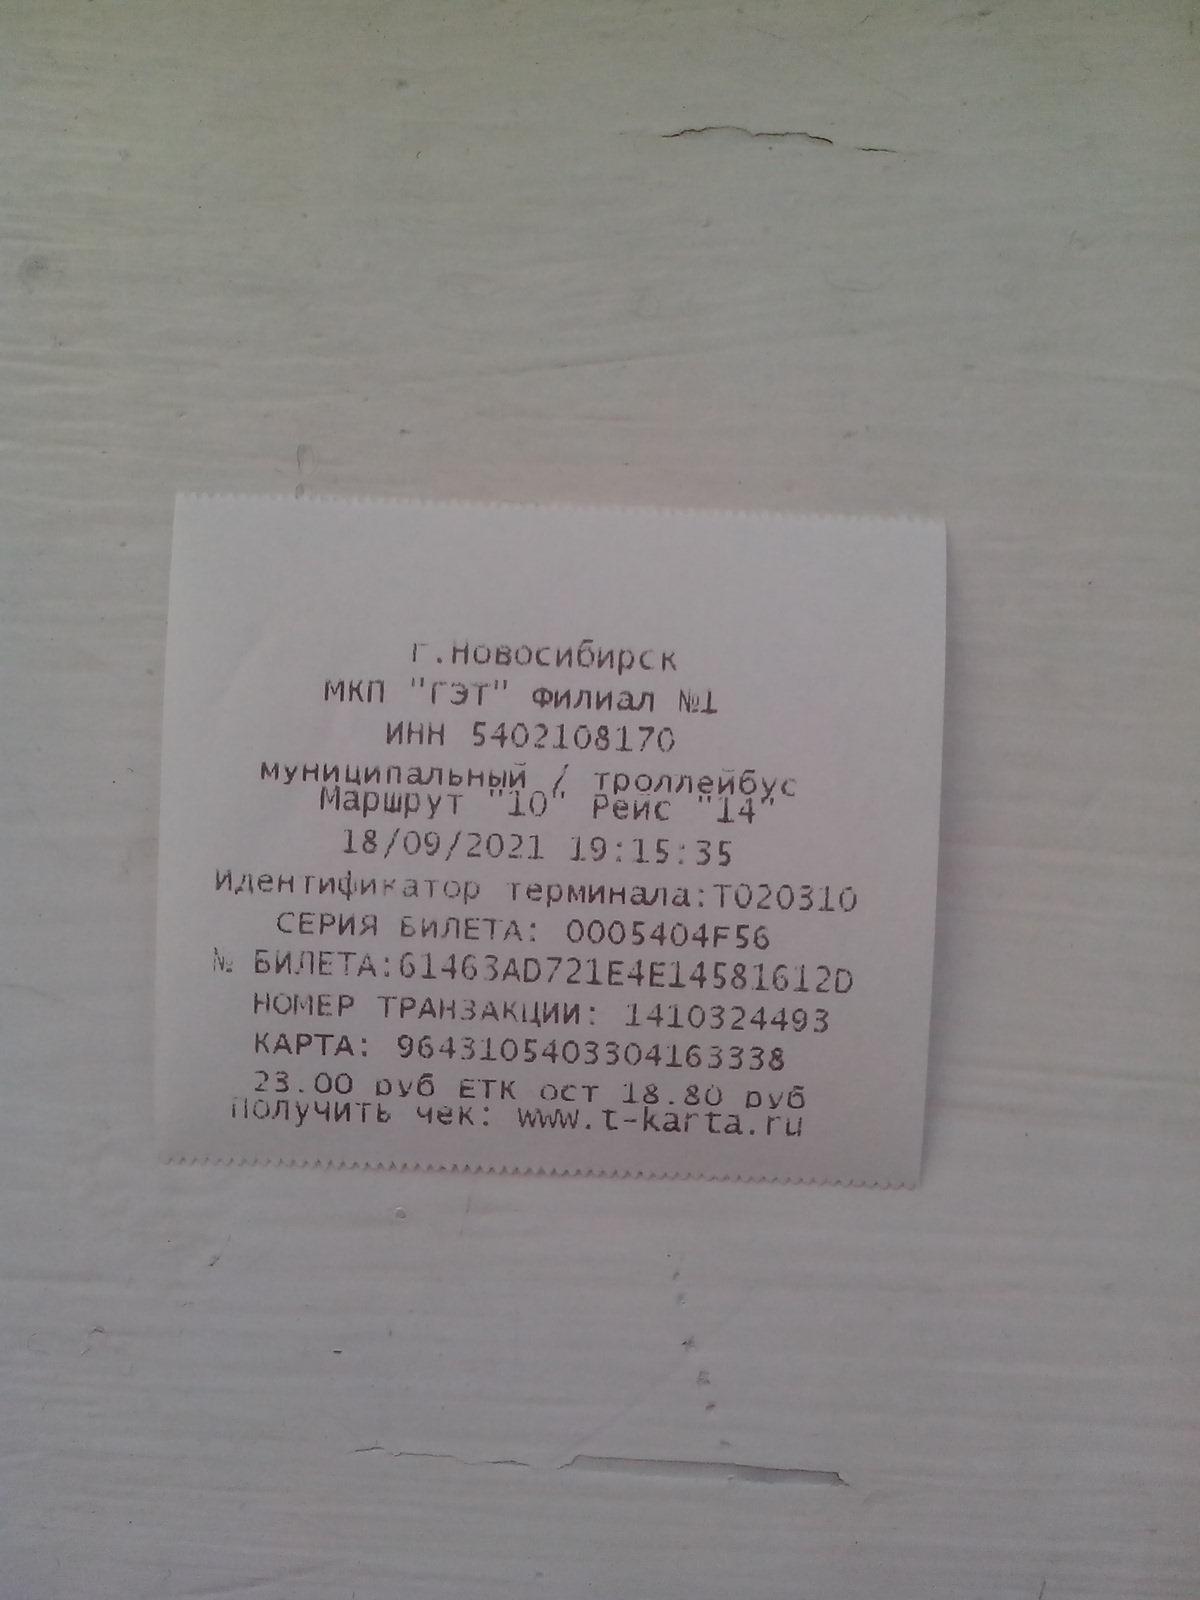 г.Новосибирск
МКП "ГЭТ" Филиал №1
ИНН 5402108170
муниципальный / троллейбус
Маршрут "10" Рейс "14"
18/09/2021 19:15:35
Идентификатор терминала:T020310
СЕРИЯ БИЛЕТА: 0005404F56
№ БИЛЕТА:61463AD721E4E14581612D
НОМЕР ТРАНЗАКЦИИ: 1410324493
КАРТА: 9643105403304163338
23.00 руб ЕТК ост 18.80 руб
Получить чек: www.t-karta.ru